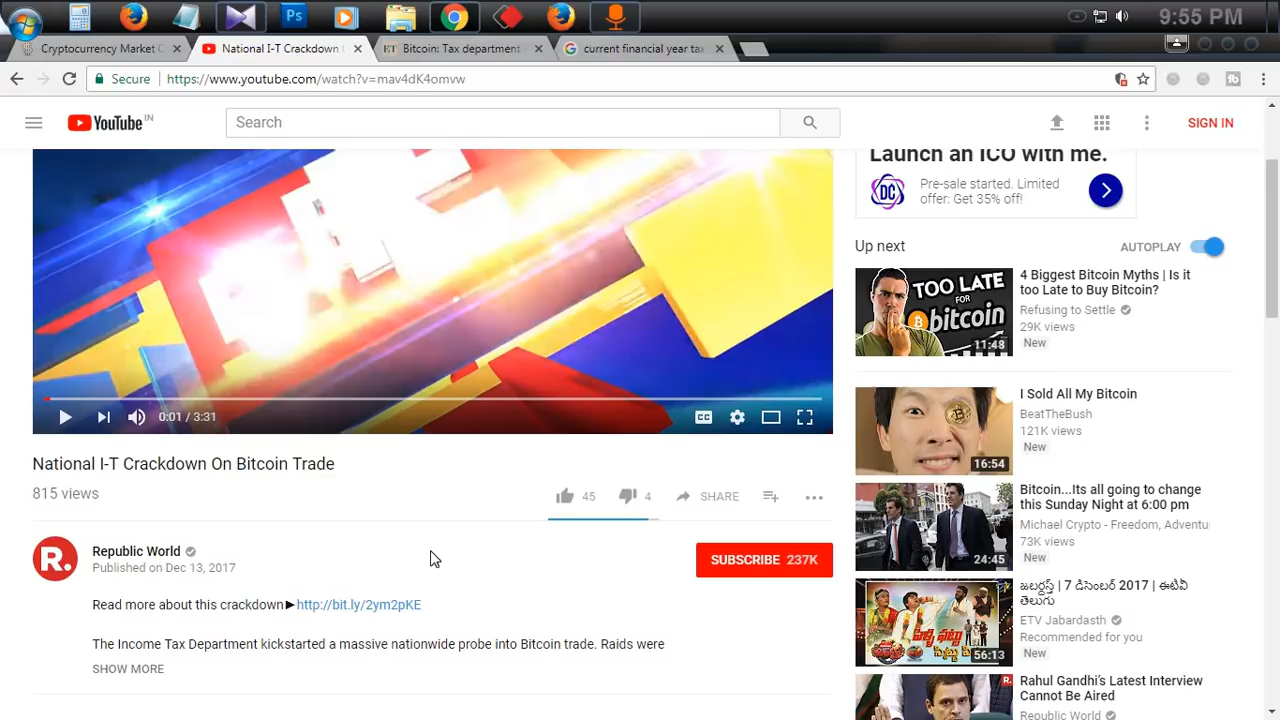 Ps
9:55 PM
Cryptocurrency Market C
National I-T Crackdown
ET Bitcoin: Tax department
current financial year tax
Secure https://www.youtube.com/watch?v=mav4dK4omvw
YouTube IN
Search
SIGN IN
Launch an ICO with me.
DC
Pre-sale started. Limited
offer: Get 35% off!
Up next
AUTOPLAY
TOO LATE
FOR
bitcoin
11:48
4 Biggest Bitcoin Myths | Is it
too Late to Buy Bitcoin?
Refusing to Settle
29K views
New
0:01 / 3:31
CC
16:54
I Sold All My Bitcoin
BeatTheBush
121K views
New
National I-T Crackdown On Bitcoin Trade
815 views
45
4
SHARE
24:45
Bitcoin...Its all going to change
this Sunday Night at 6:00 pm
Michael Crypto - Freedom, Adventu
73K views
New
R.
Republic World
Published on Dec 13, 2017
SUBSCRIBE 237K
Read more about this crackdown►http://bit.ly/2ym2pKE
The Income Tax Department kickstarted a massive nationwide probe into Bitcoin trade. Raids were
SHOW MORE
56:13
జబర్దస్త్ | 7 డిసెంబర్ 2017 | ఈటీవీ
తెలుగు
ETV Jabardasth
Recommended for you
New
R.
Rahul Gandhi's Latest Interview
Cannot Be Aired
Republic World